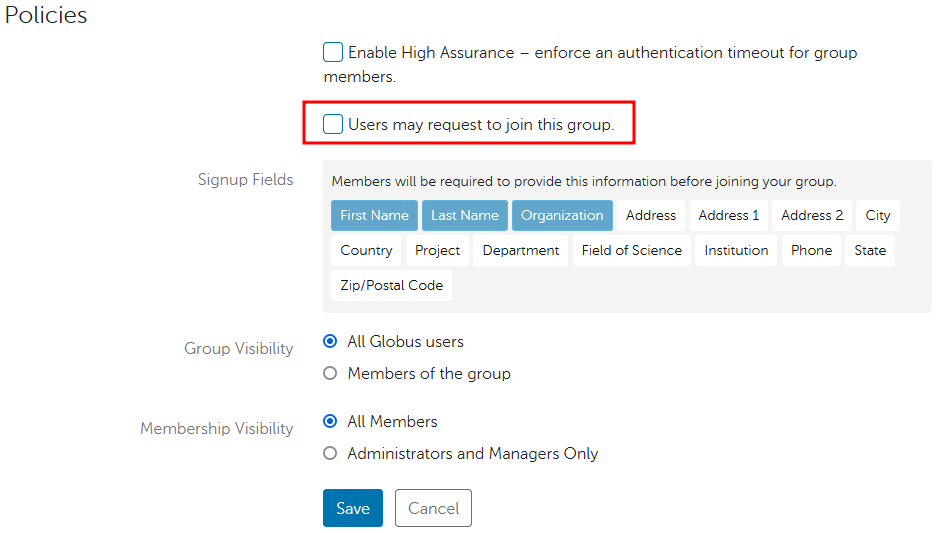 Policies
Enable High Assurance – enforce an authentication timeout for group
members.
Users may request to join this group.
Signup Fields
Members will be required to provide this information before joining your group.
First Name Last Name Organization Address Address 1 Address 2 City
Country Project Department Field of Science Institution Phone State
Zip/Postal Code
Group Visibility
All Globus users
Members of the group
Membership Visibility
All Members
Administrators and Managers Only
Save Cancel